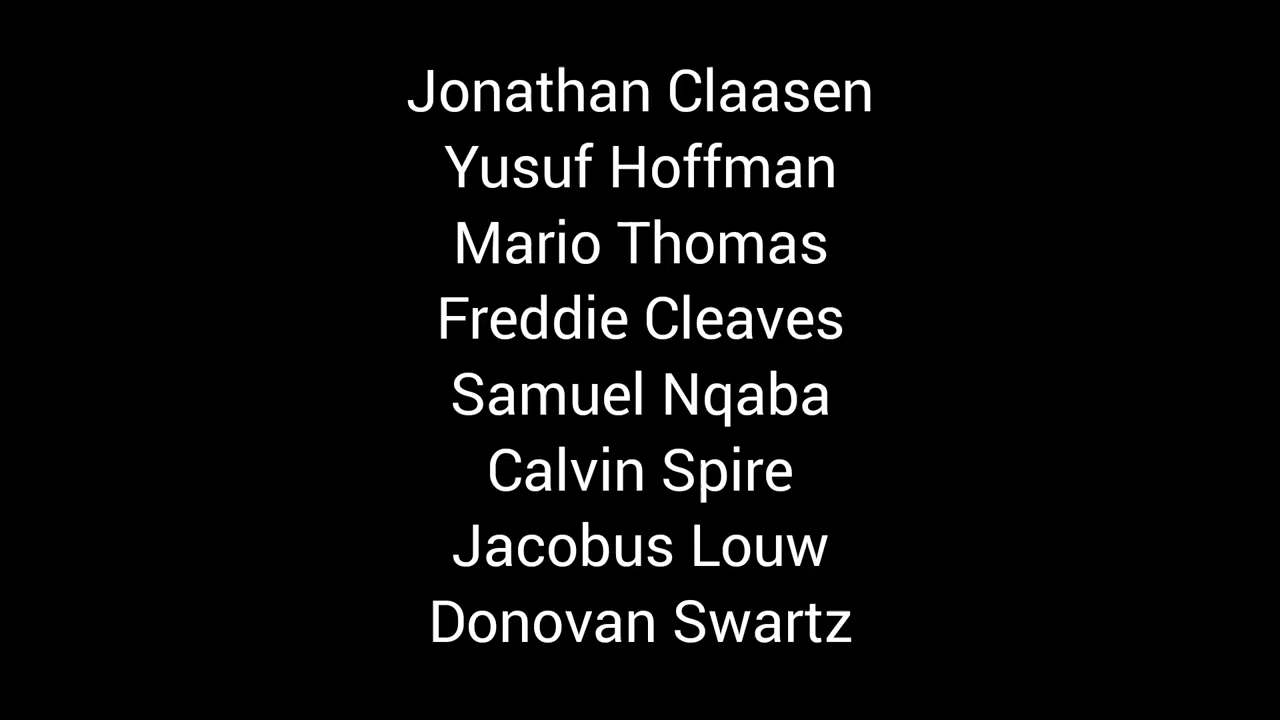 Jonathan Claasen
Yusuf Hoffman
Mario Thomas
Freddie Cleaves
Samuel Nqaba
Calvin Spire
Jacobus Louw
Donovan Swartz